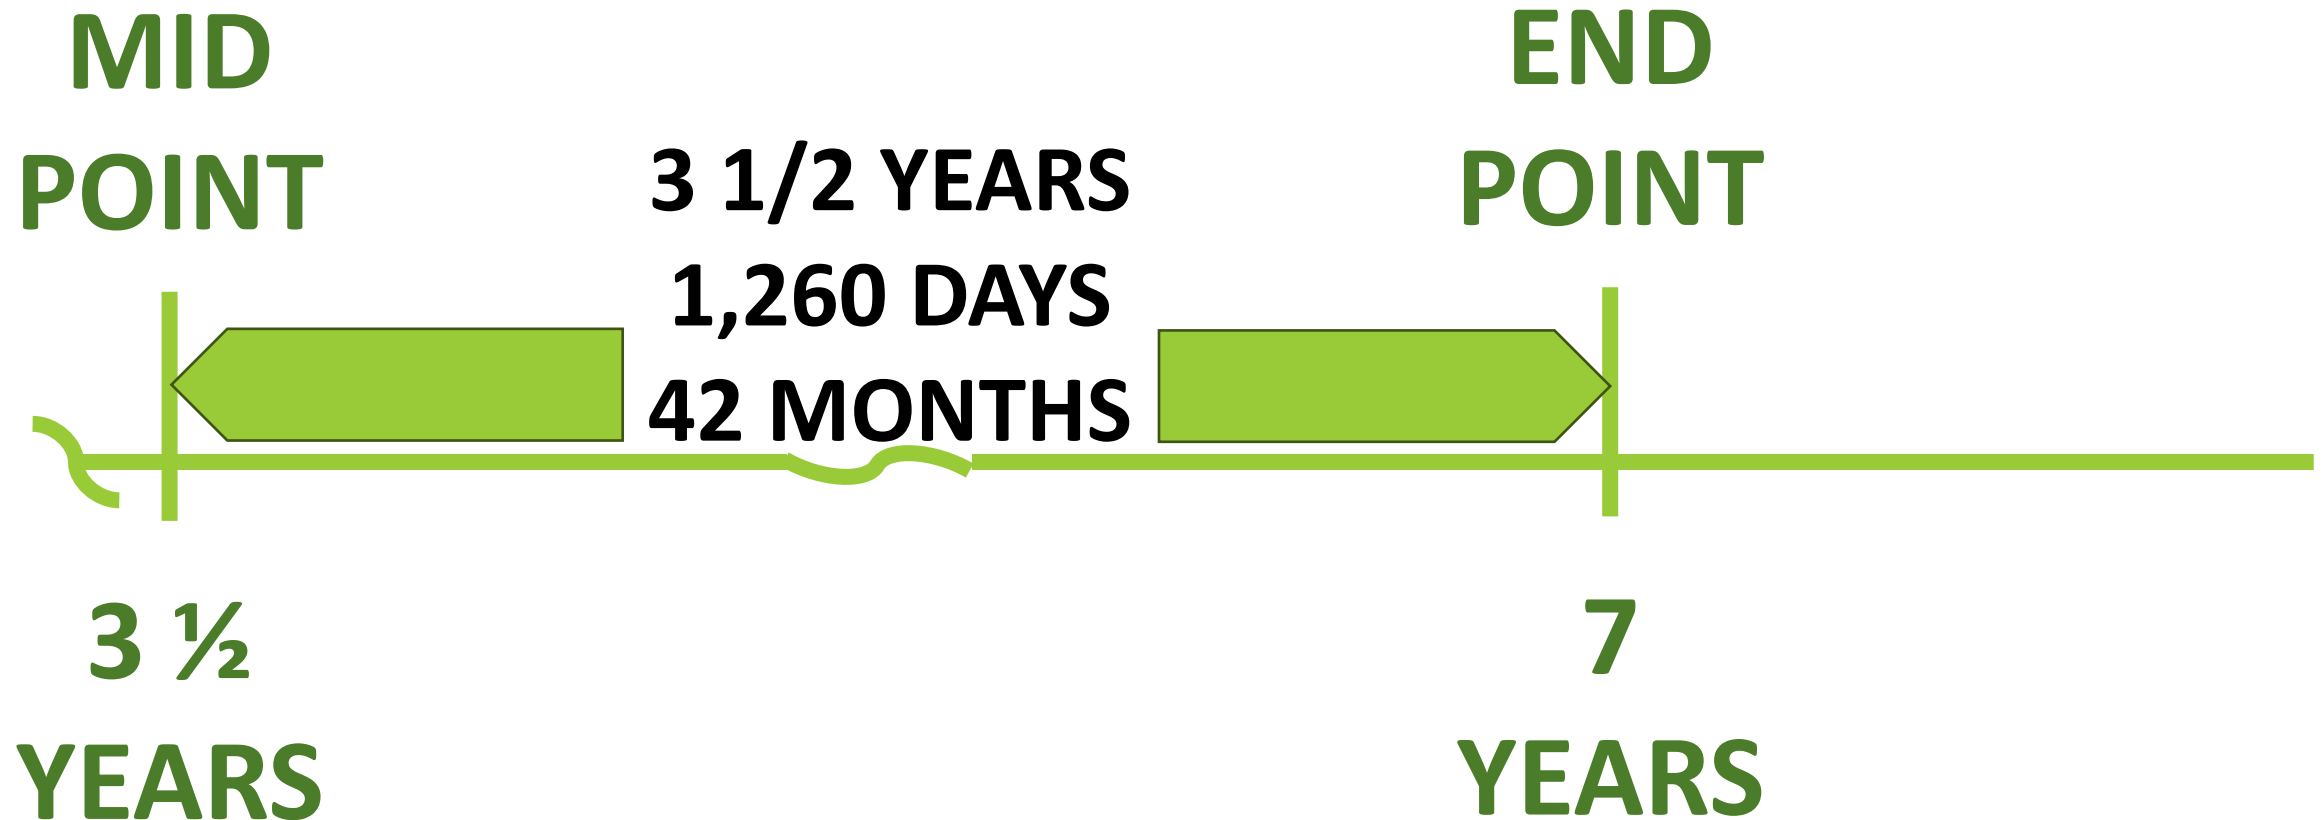 MID
POINT
3 1/2 YEARS
1,260 DAYS
42 MONTHS
END
POINT
3 ½
YEARS
7
YEARS